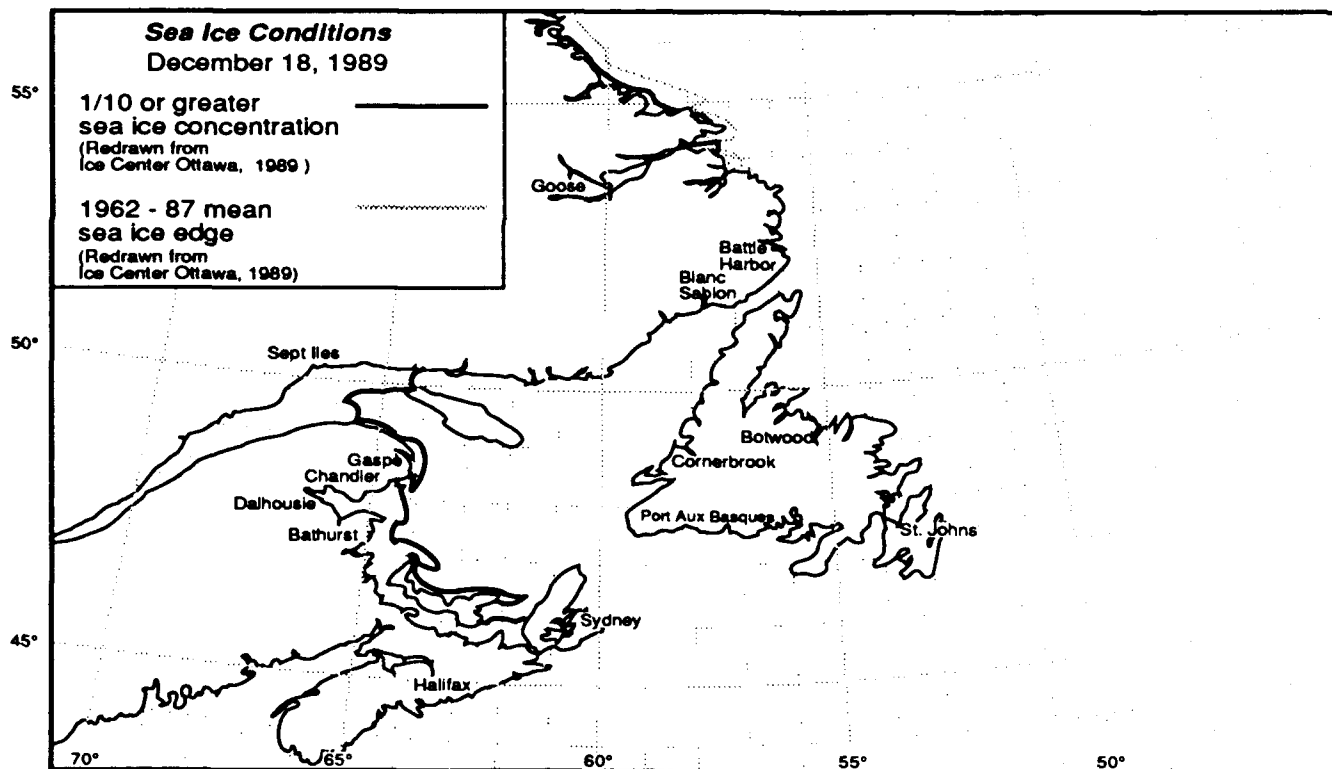 Sea Ice Conditions
December 18, 1989
1/10 or greater
sea ice concentration
(Redrawn from
Ice Center Ottawa, 1989 )
1962 - 87 mean
sea ice edge
(Redrawn from
Ice Center Ottawa, 1989)
55°
50°
45°
Goose
Battle
Harbor
Blanc
Sablon
Sept Iles
Botwood
Cornerbrook
Gaspe
Chandler
Dalhousie
Bathurst
Port Aux Basques
St. Johns
Sydney
Halifax
70°
65°
60°
55°
50°